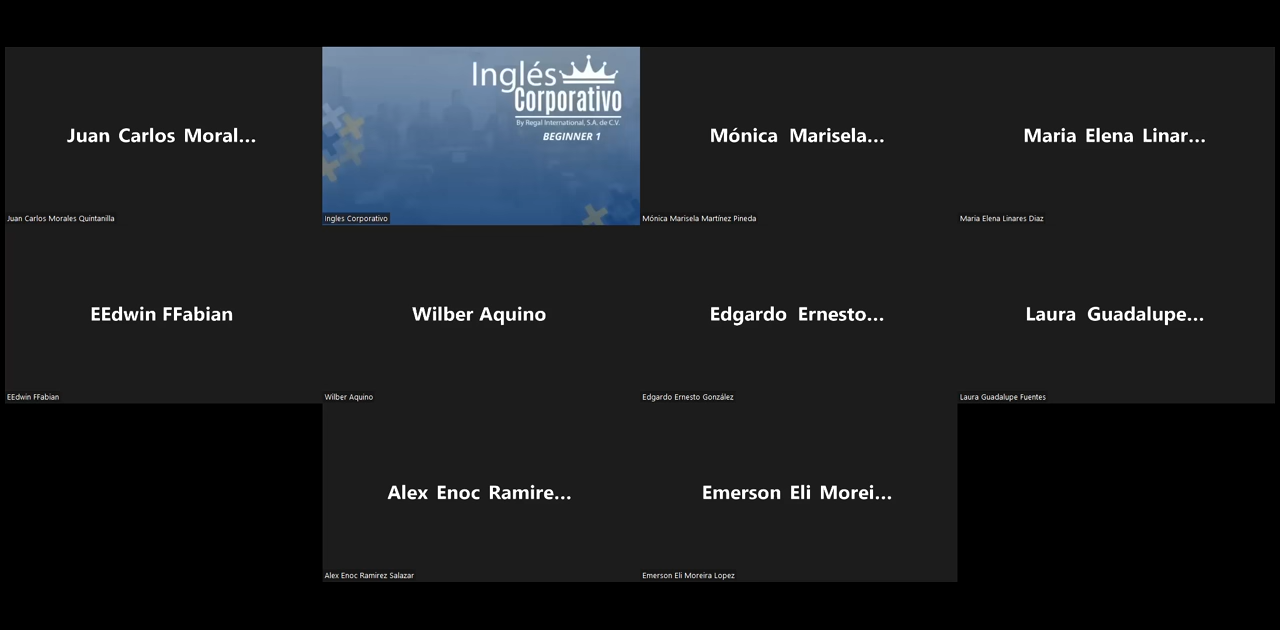 Juan Carlos Moral...
Juan Carlos Morales Quintanilla
Inglés
Corporativo
By Regal International, S.A. de C.V.
BEGINNER 1
Ingles Corporativo
Mónica Marisela...
Mónica Marisela Martínez Pineda
Maria Elena Linar...
Maria Elena Linares Diaz
EEdwin FFabian
EEdwin FFabian
Wilber Aquino
Wilber Aquino
Edgardo Ernesto...
Edgardo Ernesto González
Laura Guadalupe...
Laura Guadalupe Fuentes
Alex Enoc Ramire...
Alex Enoc Ramirez Salazar
Emerson Eli Morei...
Emerson Eli Moreira Lopez